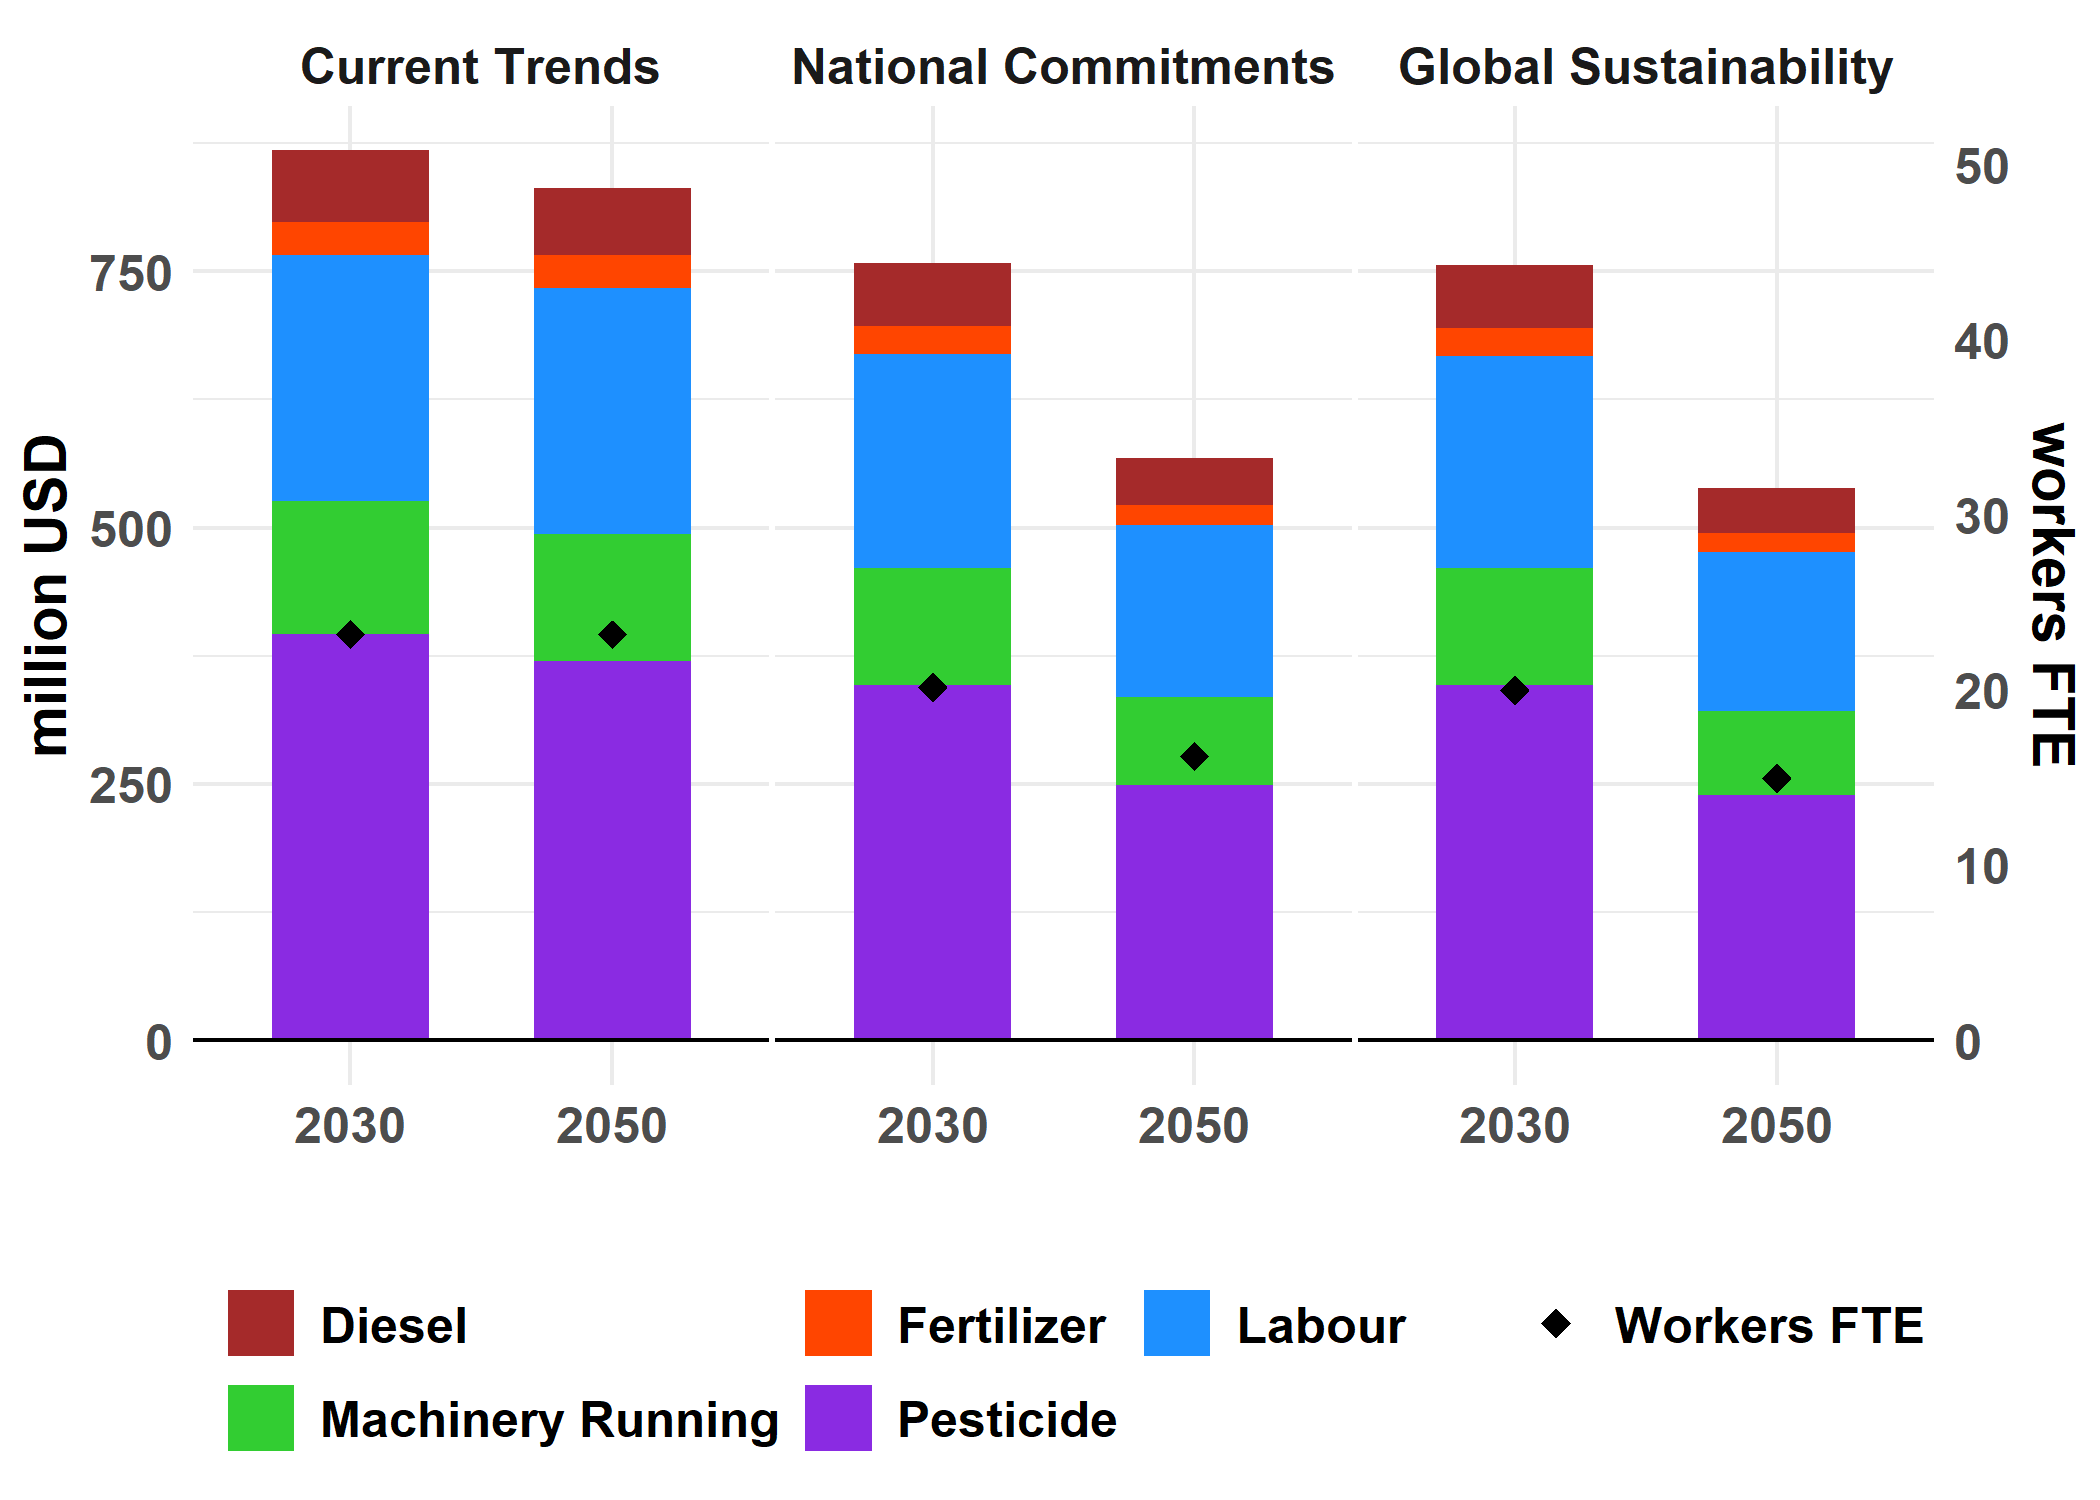 Current Trends
National Commitments
Global Sustainability
million USD
750
500
250
0
50
40
30
20
10
0
workers FTE
2030
2050
2030
2050
2030
2050
Diesel
Fertilizer
Labour
Workers FTE
Machinery Running
Pesticide